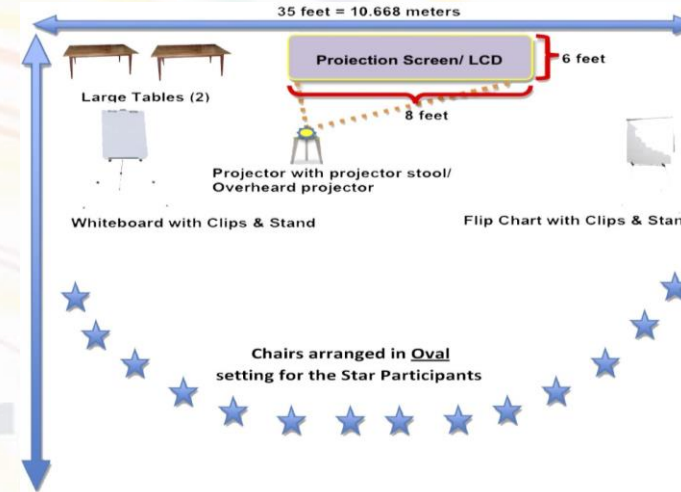 35 feet = 10.668 meters
Projection Screen/ LCD
6 feet
Large Tables (2)
8 feet
Projector with projector stool/
Overheard projector
Whiteboard with Clips & Stand
Flip Chart with Clips & Stan
Chairs arranged in Oval
setting for the Star Participants